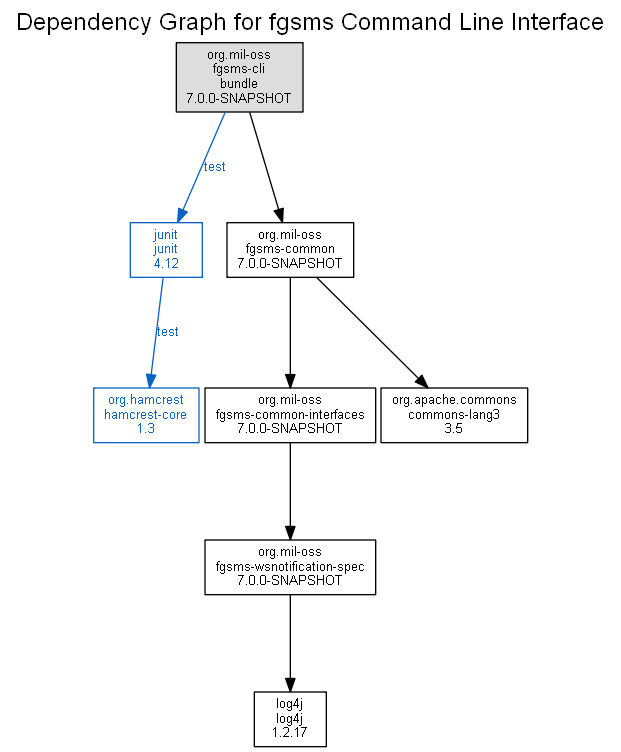 Dependency Graph for fgsms Command Line Interface
org.mil-oss
fgsms-cli
bundle
7.0.0-SNAPSHOT
test
junit
junit
4.12
org.mil-oss
fgsms-common
7.0.0-SNAPSHOT
test
org.hamcrest
hamcrest-core
1.3
org.mil-oss
fgsms-common-interfaces
7.0.0-SNAPSHOT
org.apache.commons
commons-lang3
3.5
org.mil-oss
fgsms-wsnotification-spec
7.0.0-SNAPSHOT
log4j
log4j
1.2.17